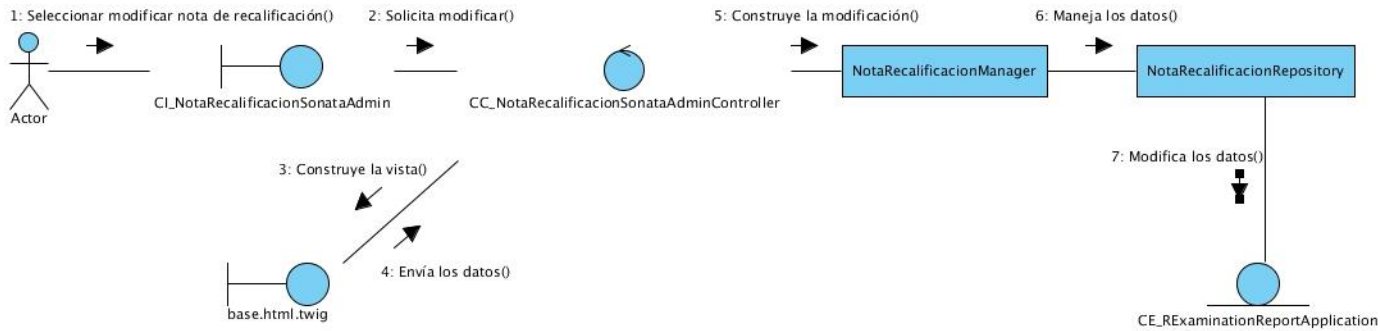 1: Seleccionar modificar nota de recalificación()
2: Solicita modificar()
5: Construye la modificación()
6: Maneja los datos()
NotaRecalificacionManager
NotaRecalificacionRepository
CI_NotaRecalificacionSonataAdmin
CC_NotaRecalificacionSonataAdminController
Actor
3: Construye la vista()
7: Modifica los datos()
4: Envía los datos()
base.html.twig
CE_RExaminationReportApplication